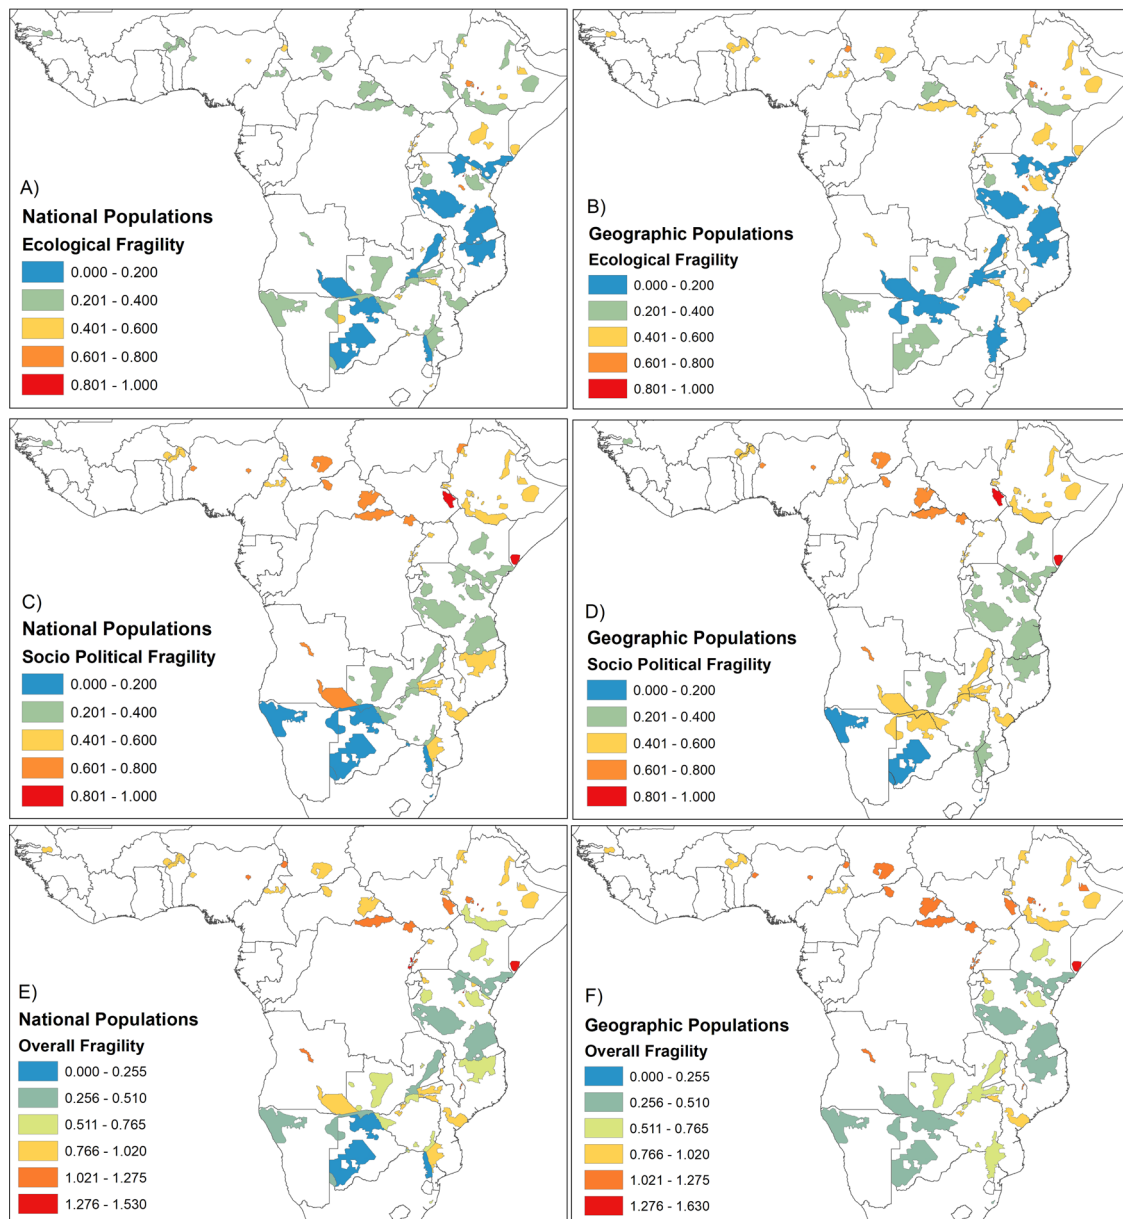 A)
National Populations
Ecological Fragility
0.000 - 0.200
0.201 - 0.400
0.401 - 0.600
0.601 - 0.800
0.801 - 1.000
B)
Geographic Populations
Ecological Fragility
0.000 - 0.200
0.201 - 0.400
0.401 - 0.600
0.601 - 0.800
0.801 - 1.000
C)
National Populations
Socio Political Fragility
0.000 - 0.200
0.201 - 0.400
0.401 - 0.600
0.601 - 0.800
0.801 - 1.000
D)
Geographic Populations
Socio Political Fragility
0.000 - 0.200
0.201 - 0.400
0.401 - 0.600
0.601 - 0.800
0.801 - 1.000
E)
National Populations
Overall Fragility
0.000 - 0.255
0.256 - 0.510
0.511 - 0.765
0.766 - 1.020
1.021 - 1.275
1.276 - 1.530
F)
Geographic Populations
Overall Fragility
0.000 - 0.255
0.256 - 0.510
0.511 - 0.765
0.766 - 1.020
1.021 - 1.275
1.276 - 1.630